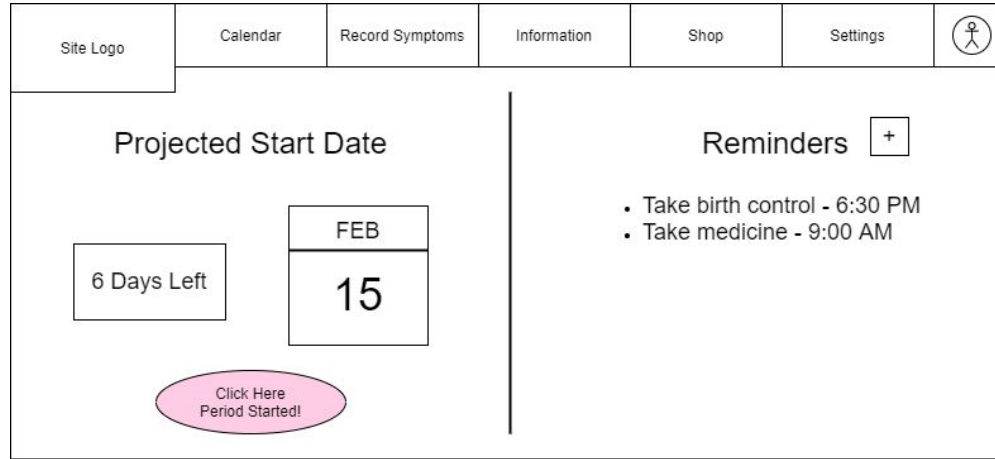 Site Logo
Calendar
Record Symptoms
Information
Shop
Settings
Projected Start Date
6 Days Left
FEB
15
Click Here
Period Started!
Reminders +
• Take birth control - 6:30 PM
• Take medicine - 9:00 AM